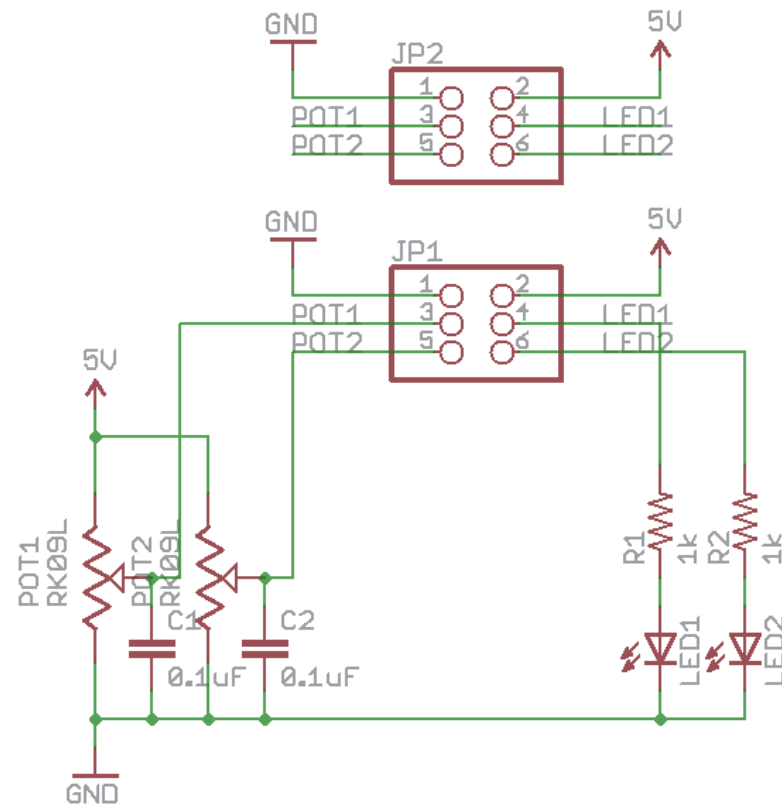 GND
5V
JP2
1 2
POT1 3 4 LED1
POT2 5 6 LED2
GND
5V
JP1
1 2
POT1 3 4 LED1
POT2 5 6 LED2
5V
POT1
RK09L
POT2
RK09L
R1
1k
R2
1k
C1
0.1uF
C2
0.1uF
LED1
LED2
GND